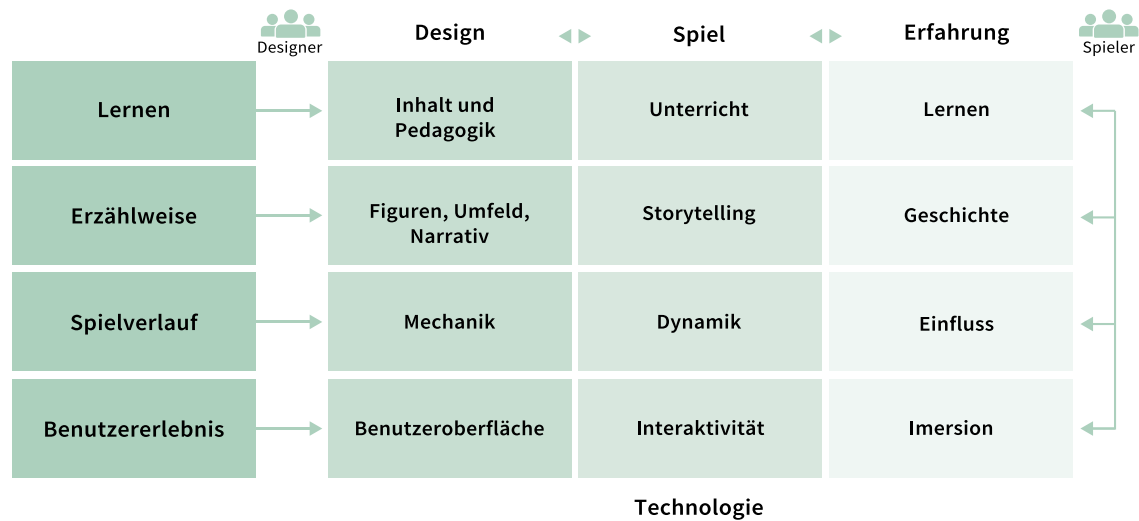 Designer
Design
Spiel
Erfahrung
Spieler
Lernen
Inhalt und
Pedagogik
Unterricht
Lernen
Erzählweise
Figuren, Umfeld,
Narrativ
Storytelling
Geschichte
Spielverlauf
Mechanik
Dynamik
Einfluss
Benutzererlebnis
Benutzeroberfläche
Interaktivität
Imersion
Technologie